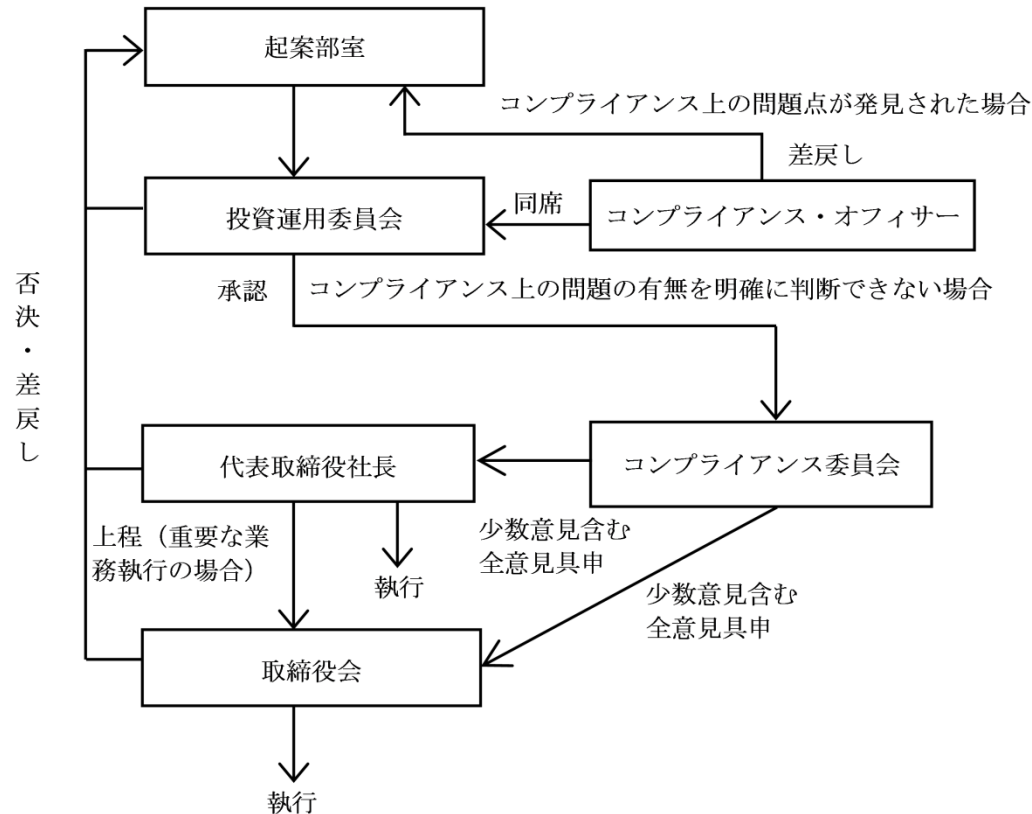 起案部室
コンプライアンス上の問題点が発見された場合
差戻し
同席
コンプライアンス・オフィサー
投資運用委員会
承認
コンプライアンス上の問題の有無を明確に判断できない場合
否決・差戻し
代表取締役社長
コンプライアンス委員会
上程（重要な業
務執行の場合）
執行
少数意見含む
全意見具申
少数意見含む
全意見具申
取締役会
執行